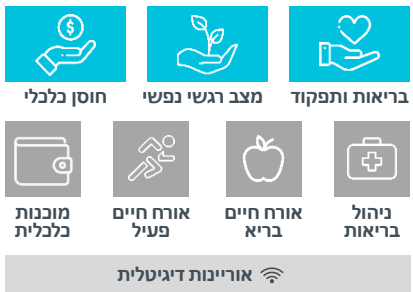 בריאות ותפקוד
מצב רגשי נפשי
חוסן כלכלי
ניהול
בריאות
אורח חיים
בריא
אורח חיים
פעיל
מוכנות
כלכלית
אוריינות דיגיטלית